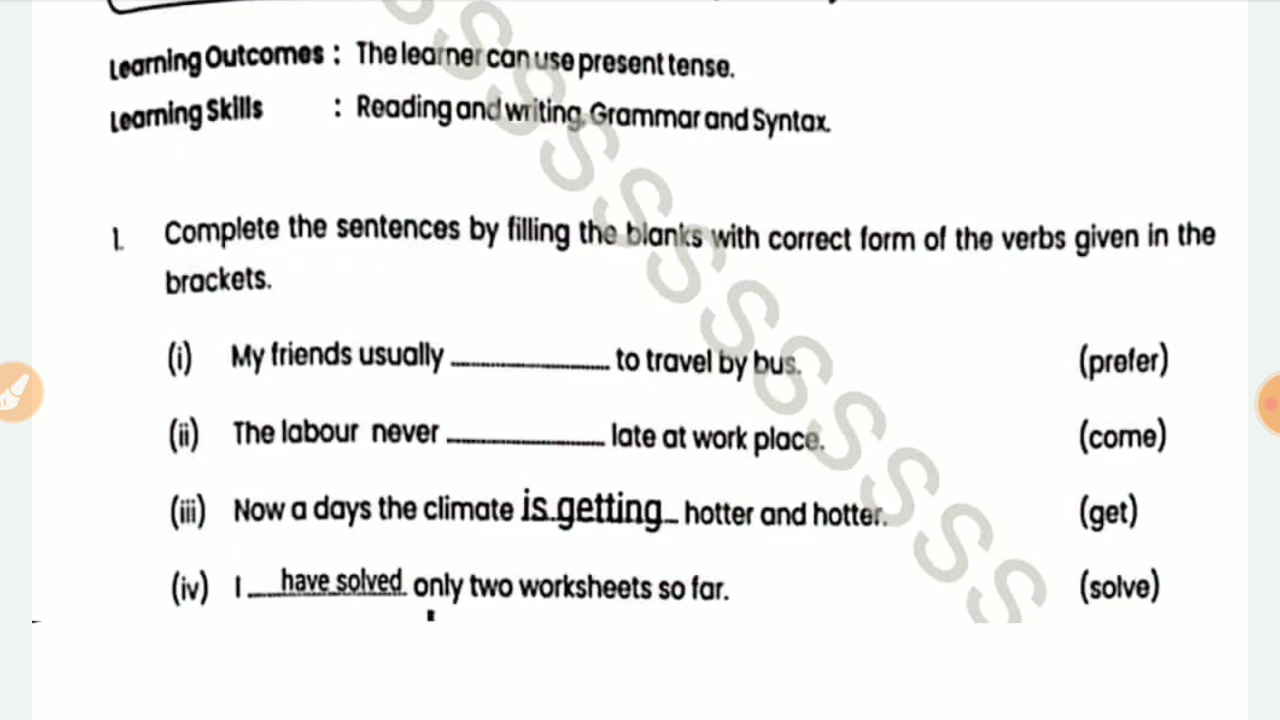 Learning Outcomes : The learner can use present tense.
Learning Skills : Reading and writing, Grammar and Syntax.
1. Complete the sentences by filling the blanks with correct form of the verbs given in the
brackets.
(i) My friends usually ............ to travel by bus. (prefer)
(ii) The labour never ............ late at work place. (come)
(iii) Now a days the climate is getting hotter and hotter. (get)
(iv) I have solved only two worksheets so far. (solve)
SSSSSSSSSSSS